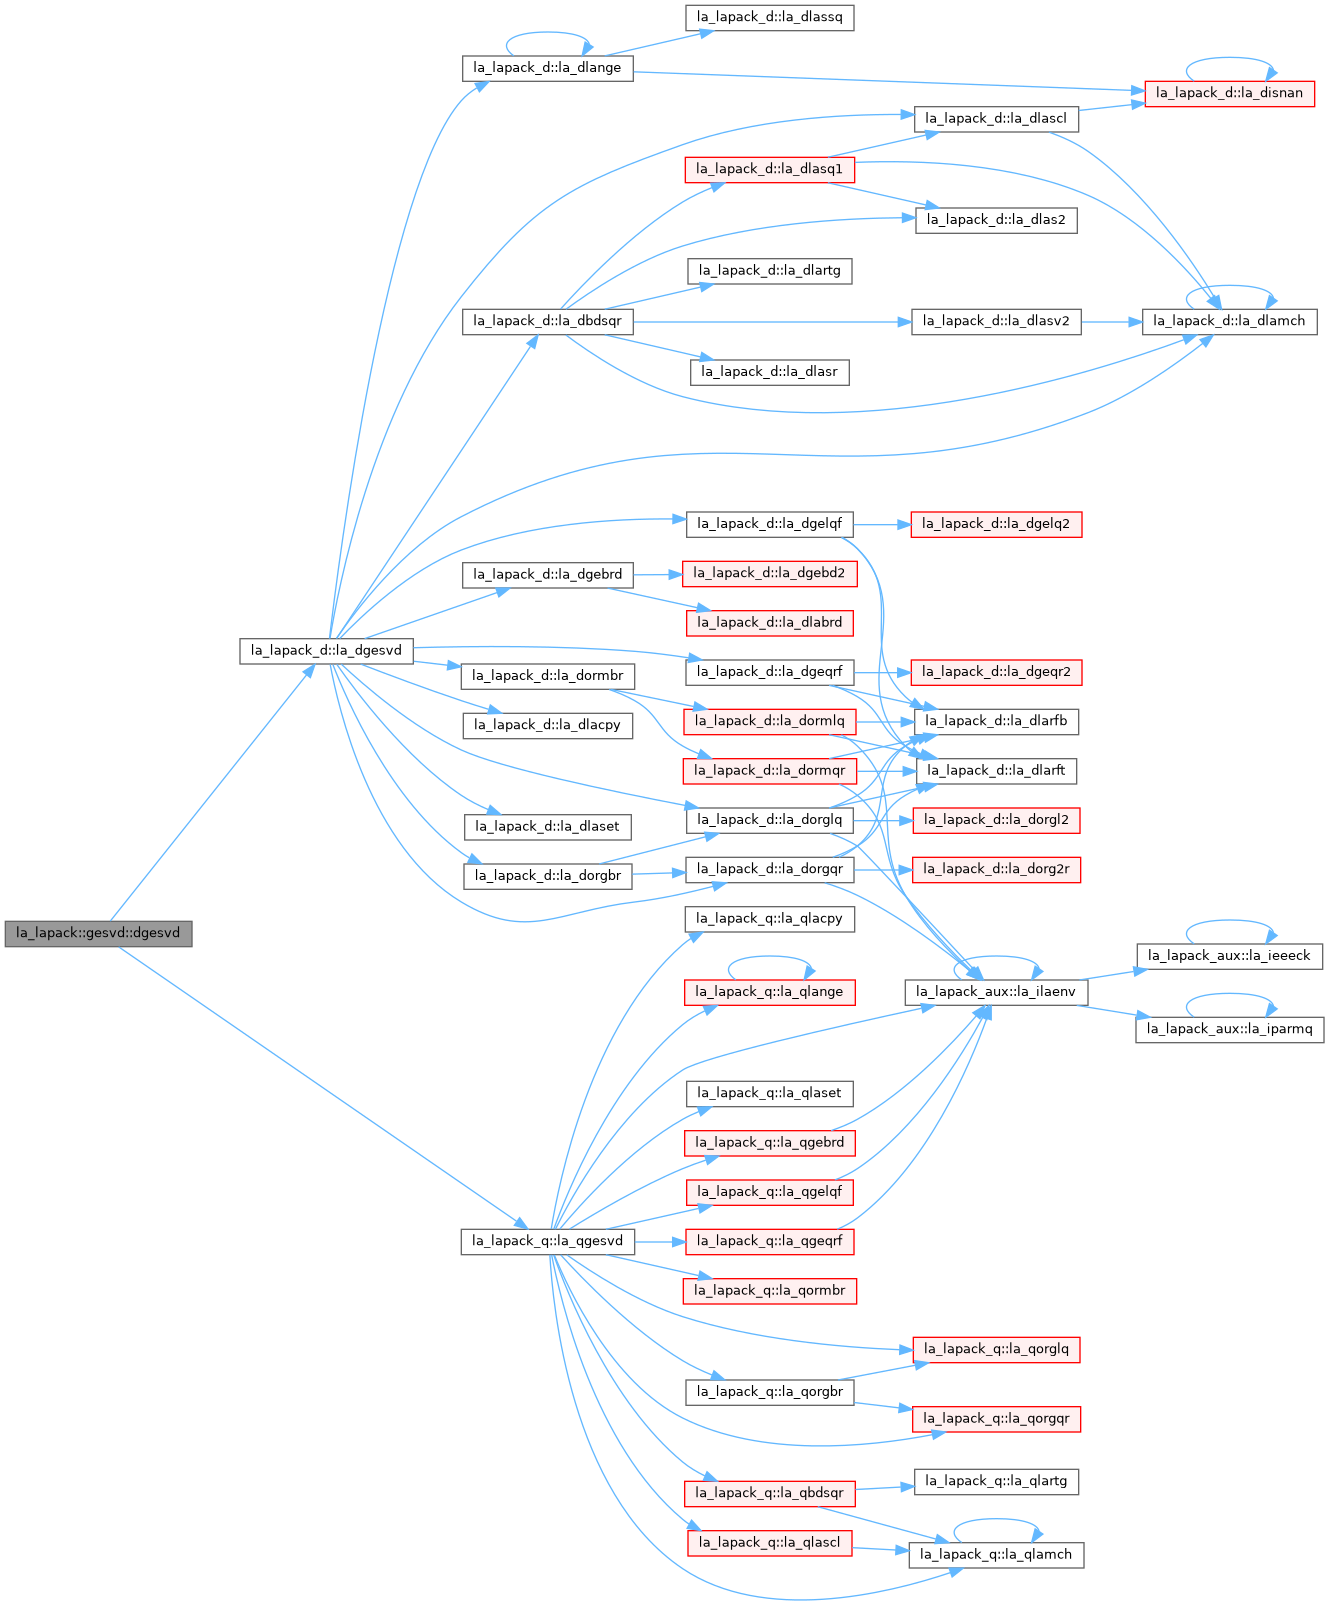 la_lapack_d::la_dlassq
la_lapack_d::la_dlange
la_lapack_d::la_disnan
la_lapack_d::la_dlascl
la_lapack_d::la_dlasq1
la_lapack_d::la_dlas2
la_lapack_d::la_dlartg
la_lapack_d::la_dbdsqr
la_lapack_d::la_dlasv2
la_lapack_d::la_dlamch
la_lapack_d::la_dlasr
la_lapack_d::la_dgelqf
la_lapack_d::la_dgelq2
la_lapack_d::la_dgebrd
la_lapack_d::la_dgebd2
la_lapack_d::la_dlabrd
la_lapack_d::la_dgesvd
la_lapack_d::la_dormbr
la_lapack_d::la_dgeqrf
la_lapack_d::la_dgeqr2
la_lapack_d::la_dlacpy
la_lapack_d::la_dormlq
la_lapack_d::la_dlarfb
la_lapack_d::la_dormqr
la_lapack_d::la_dlarft
la_lapack_d::la_dlaset
la_lapack_d::la_dorglq
la_lapack_d::la_dorgl2
la_lapack_d::la_dorgbr
la_lapack_d::la_dorgqr
la_lapack_d::la_dorg2r
la_lapack::gesvd::dgesvd
la_lapack_q::la_qlacpy
la_lapack_aux::la_ieeeck
la_lapack_q::la_qlange
la_lapack_aux::la_ilaenv
la_lapack_aux::la_iparmq
la_lapack_q::la_qlaset
la_lapack_q::la_qgebrd
la_lapack_q::la_qgelqf
la_lapack_q::la_qgesvd
la_lapack_q::la_qgeqrf
la_lapack_q::la_qormbr
la_lapack_q::la_qorglq
la_lapack_q::la_qorgbr
la_lapack_q::la_qorgqr
la_lapack_q::la_qlartg
la_lapack_q::la_qbdsqr
la_lapack_q::la_qlascl
la_lapack_q::la_qlamch